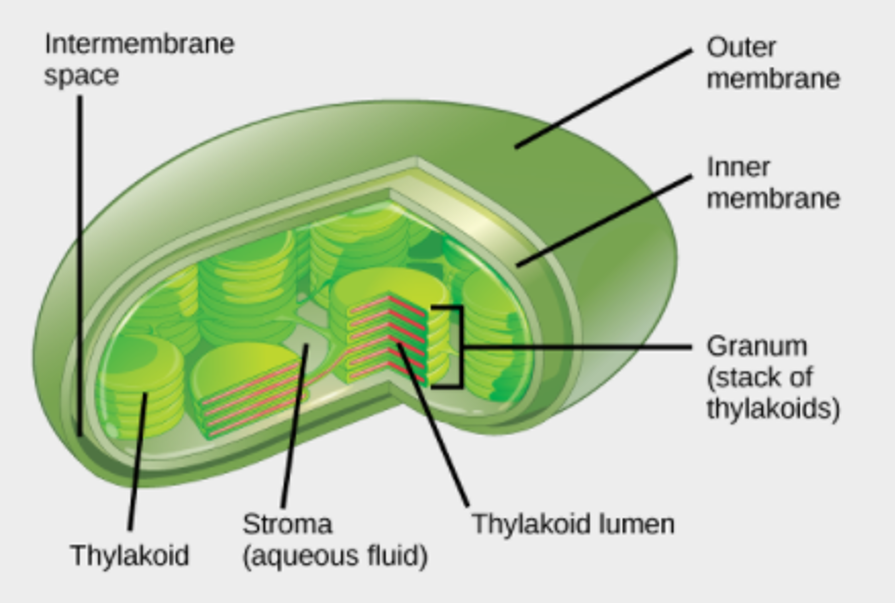 Intermembrane
space
Outer
membrane
Inner
membrane
Granum
(stack of
thylakoids)
Thylakoid
Stroma
(aqueous fluid)
Thylakoid lumen